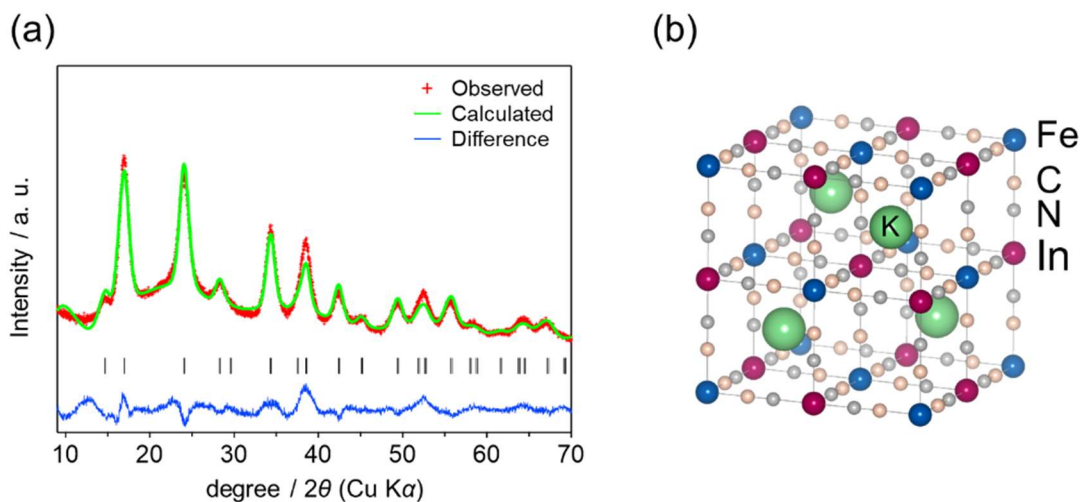 (a)
Intensity / a. u.
Observed
Calculated
Difference
10 20 30 40 50 60 70
degree / 2θ (Cu Kα)
(b)
Fe
C
N
In
K